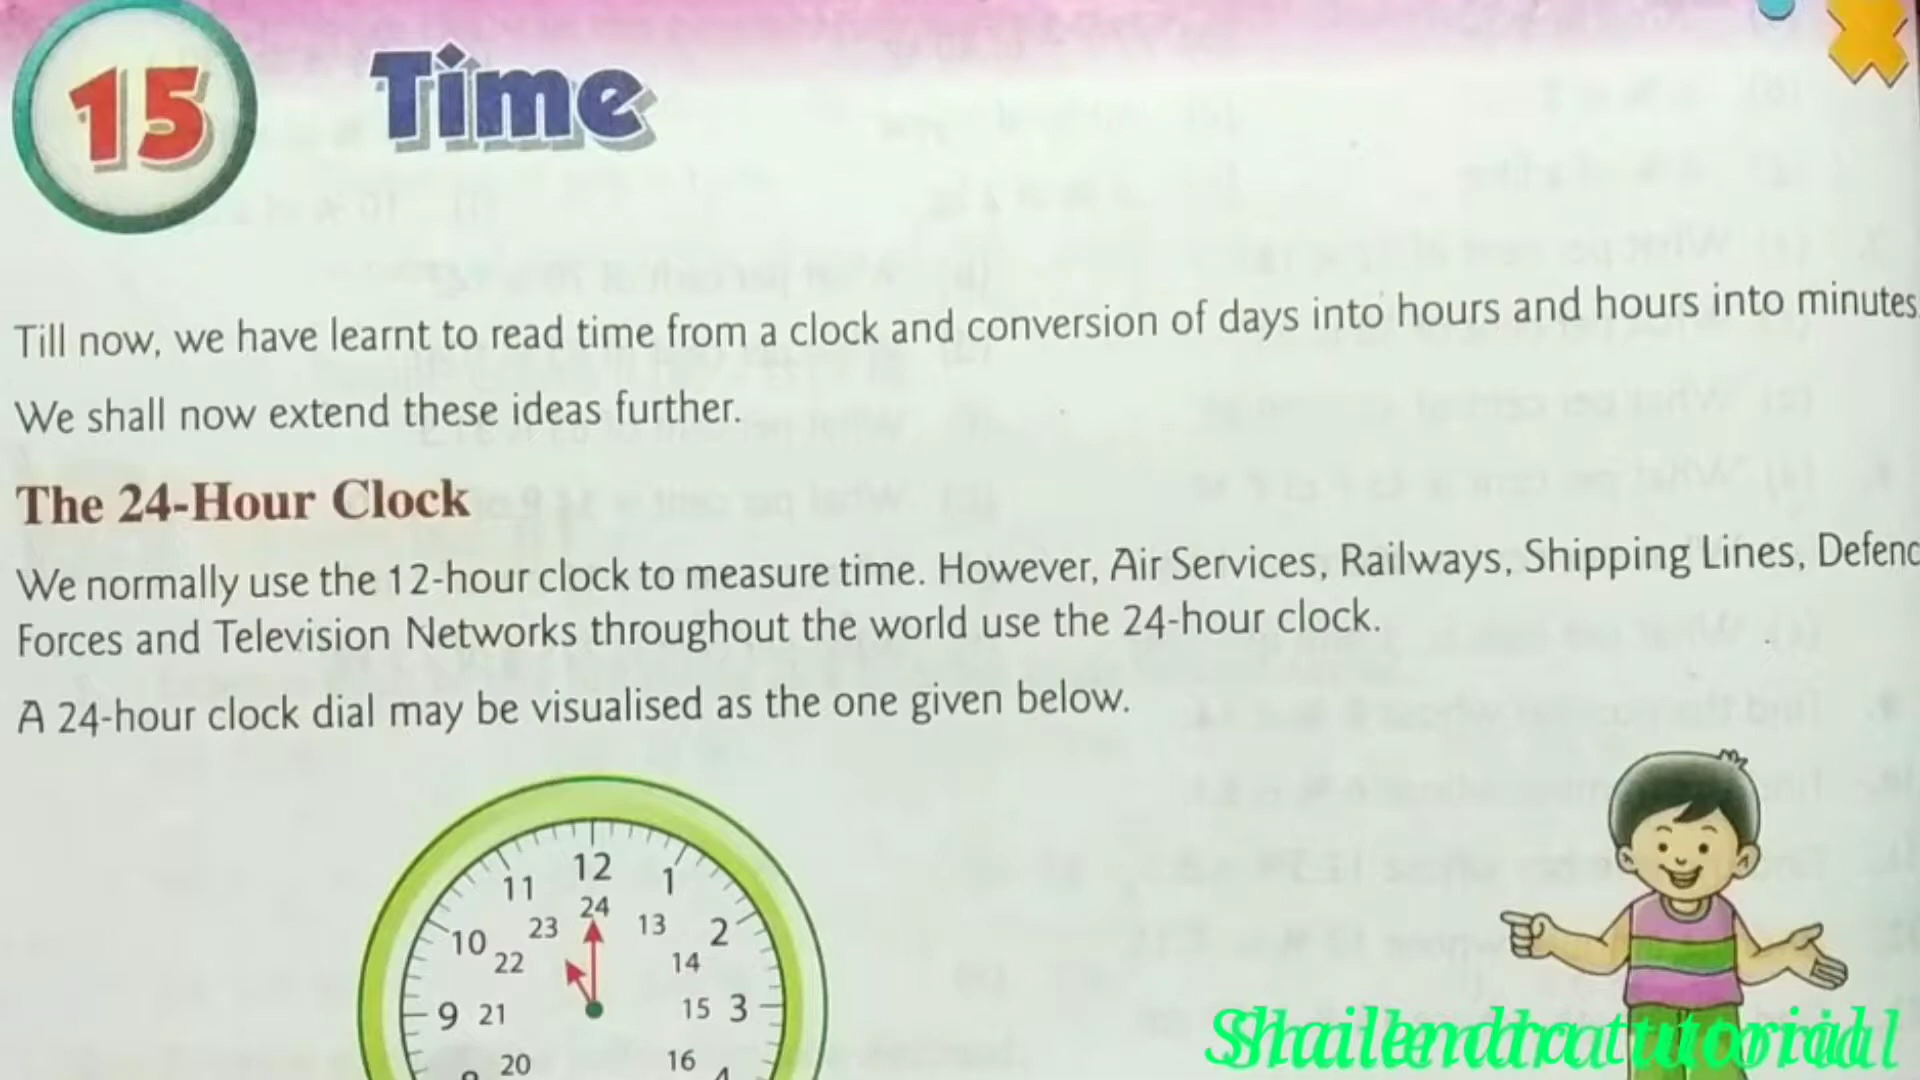 15 Time
Till now, we have learnt to read time from a clock and conversion of days into hours and hours into minutes.
We shall now extend these ideas further.
The 24-Hour Clock
We normally use the 12-hour clock to measure time. However, Air Services, Railways, Shipping Lines, Defenc
Forces and Television Networks throughout the world use the 24-hour clock.
A 24-hour clock dial may be visualised as the one given below.
12
11 1
24
23 13
10 2
22 14
9 21 15 3
20 16
Shailendra tutorial